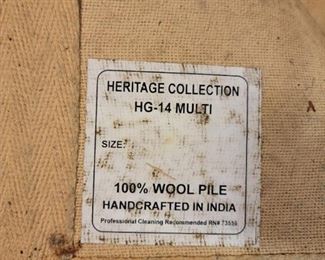 HERITAGE COLLECTION
HG-14 MULTI
SIZE:
100% WOOL PILE
HANDCRAFTED IN INDIA
Professional Cleaning Recommended RN# 73556